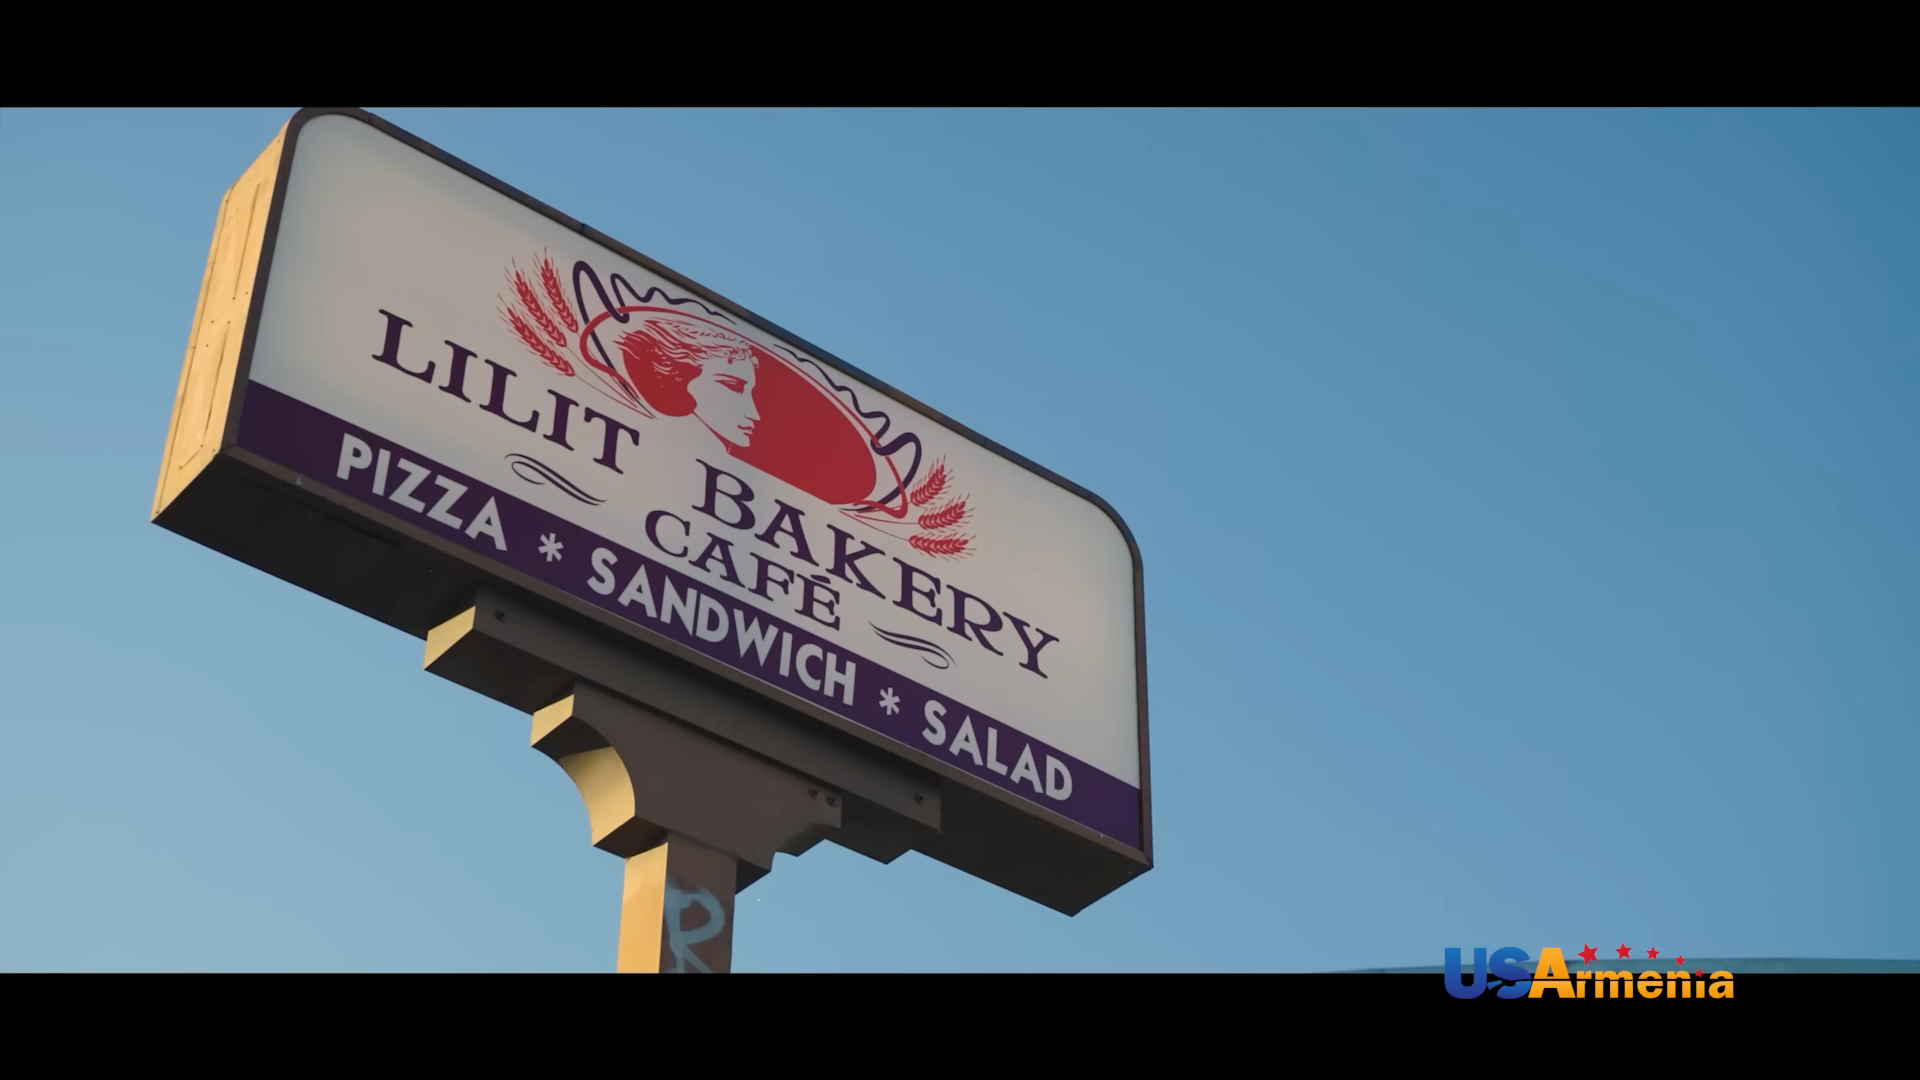 LILIT BAKERY
CAFÉ
PIZZA * SANDWICH * SALAD
R
USArmenia